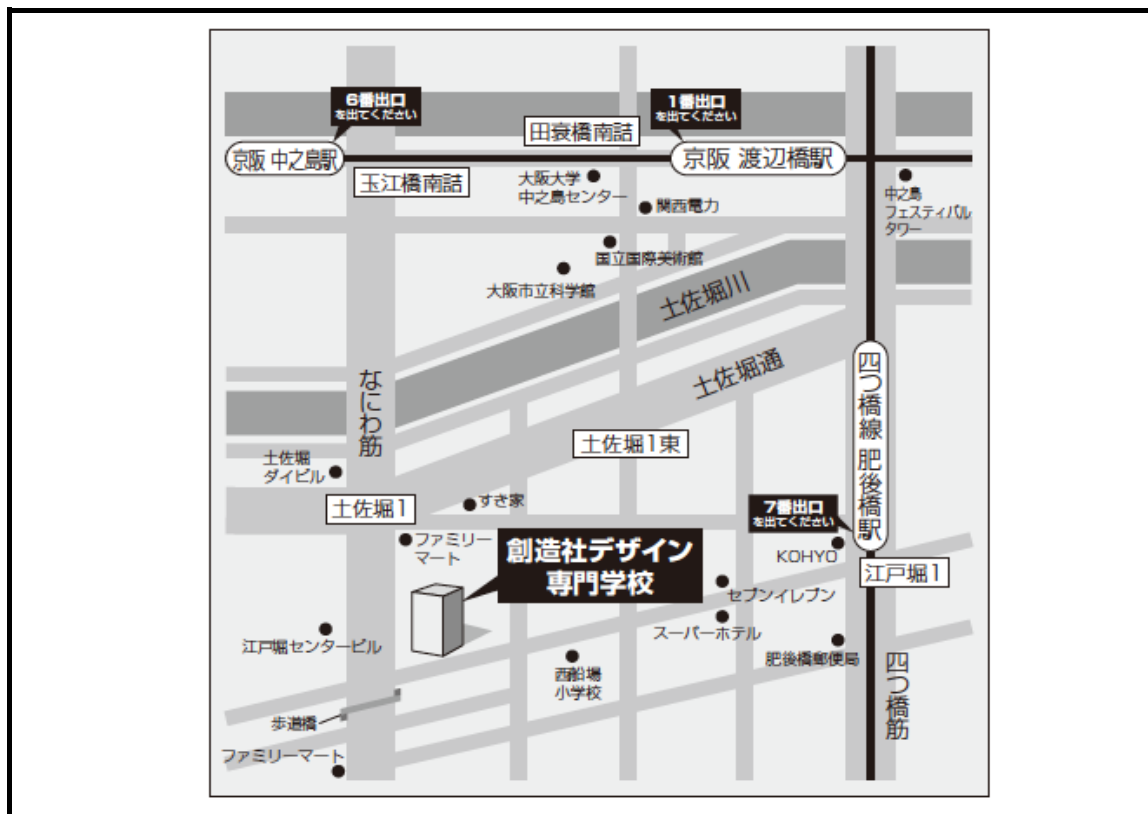 6番出口
を出てください
1番出口
を出てください
田蓑橋南詰
京阪 中之島駅
京阪 渡辺橋駅
玉江橋南詰
大阪大学
中之島センター
中之島
フェスティバル
タワー
関西電力
国立国際美術館
大阪市立科学館
土佐堀川
土佐堀通
なにわ筋
四つ橋線 肥後橋駅
土佐堀1東
土佐堀
ダイビル
土佐堀1
すき家
7番出口
を出てください
ファミリー
マート
創造社デザイン
専門学校
KOHYO
江戸堀1
セブンイレブン
スーパーホテル
江戸堀センタービル
肥後橋郵便局
西船場
小学校
四つ橋筋
歩道橋
ファミリーマート